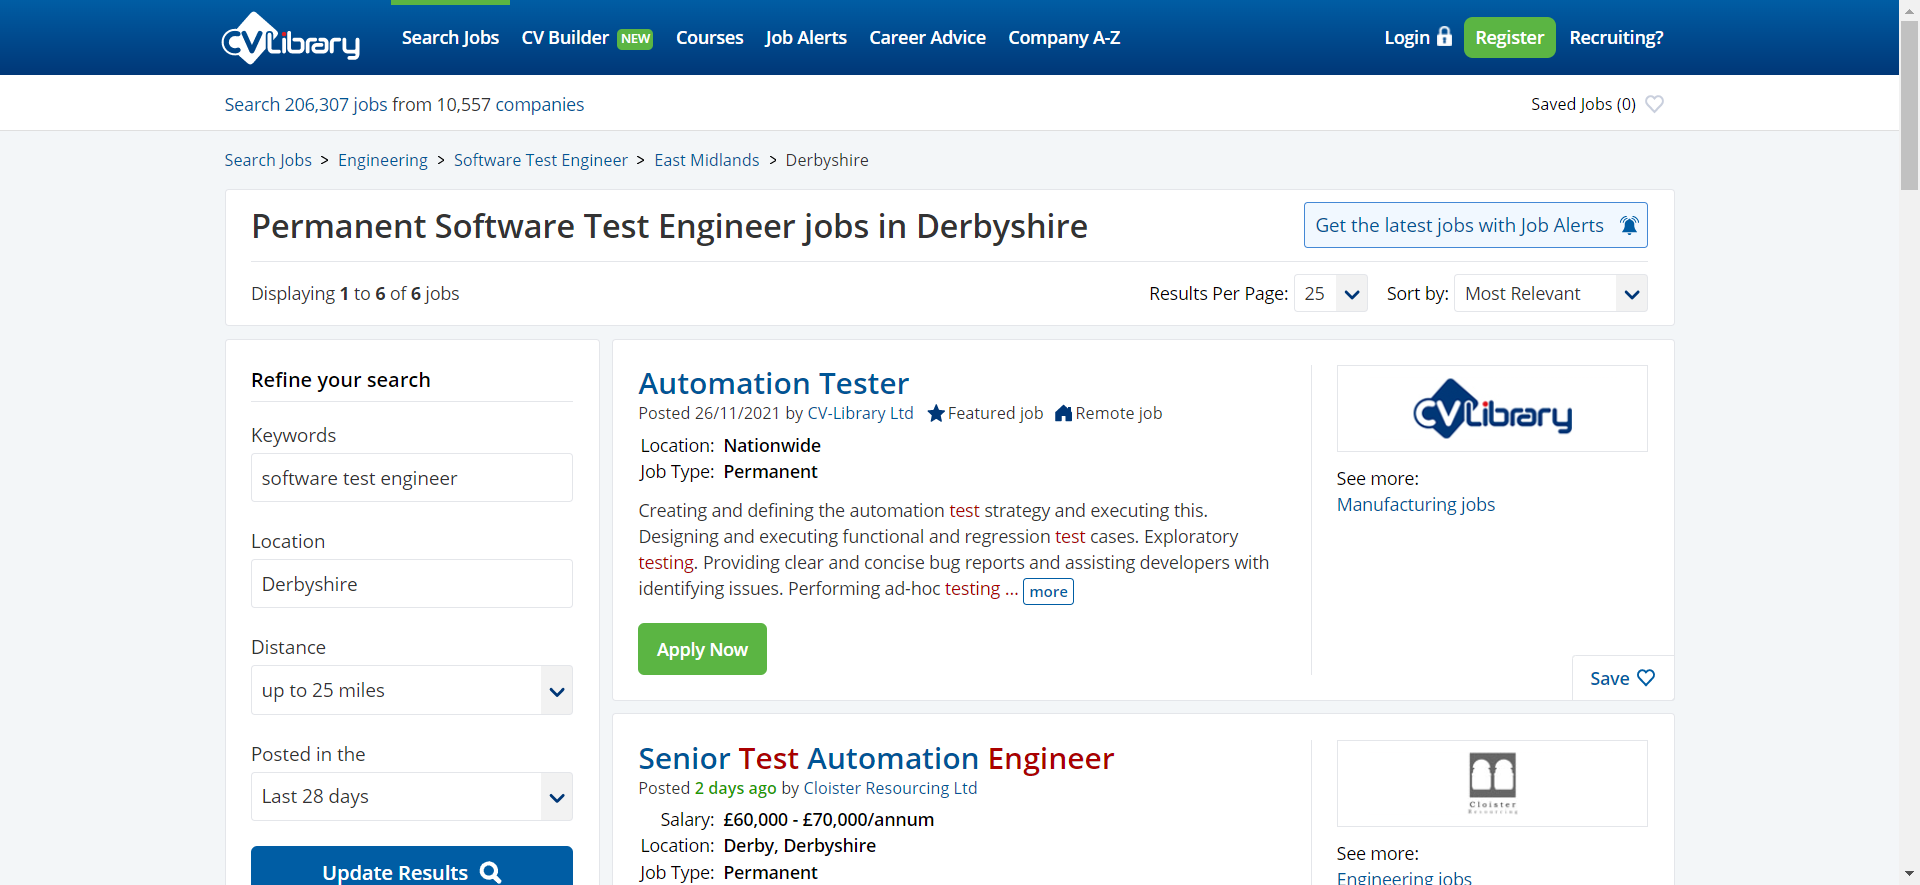 CVLibrary
Search Jobs
CV Builder NEW
Courses
Job Alerts
Career Advice
Company A-Z
Login
Register
Recruiting?
Search 206,307 jobs from 10,557 companies
Saved Jobs (0)
Search Jobs > Engineering > Software Test Engineer > East Midlands > Derbyshire
Permanent Software Test Engineer jobs in Derbyshire
Get the latest jobs with Job Alerts
Displaying 1 to 6 of 6 jobs
Results Per Page: 25
Sort by: Most Relevant
Refine your search
Keywords
software test engineer
Location
Derbyshire
Distance
up to 25 miles
Posted in the
Last 28 days
Update Results
Automation Tester
Posted 26/11/2021 by CV-Library Ltd Featured job Remote job
Location: Nationwide
Job Type: Permanent
Creating and defining the automation test strategy and executing this.
Designing and executing functional and regression test cases. Exploratory
testing. Providing clear and concise bug reports and assisting developers with
identifying issues. Performing ad-hoc testing ... more
Apply Now
CVLibrary
See more:
Manufacturing jobs
Save
Senior Test Automation Engineer
Posted 2 days ago by Cloister Resourcing Ltd
Salary: £60,000 - £70,000/annum
Location: Derby, Derbyshire
Job Type: Permanent
Cloister
Resourcing
See more:
Engineering jobs